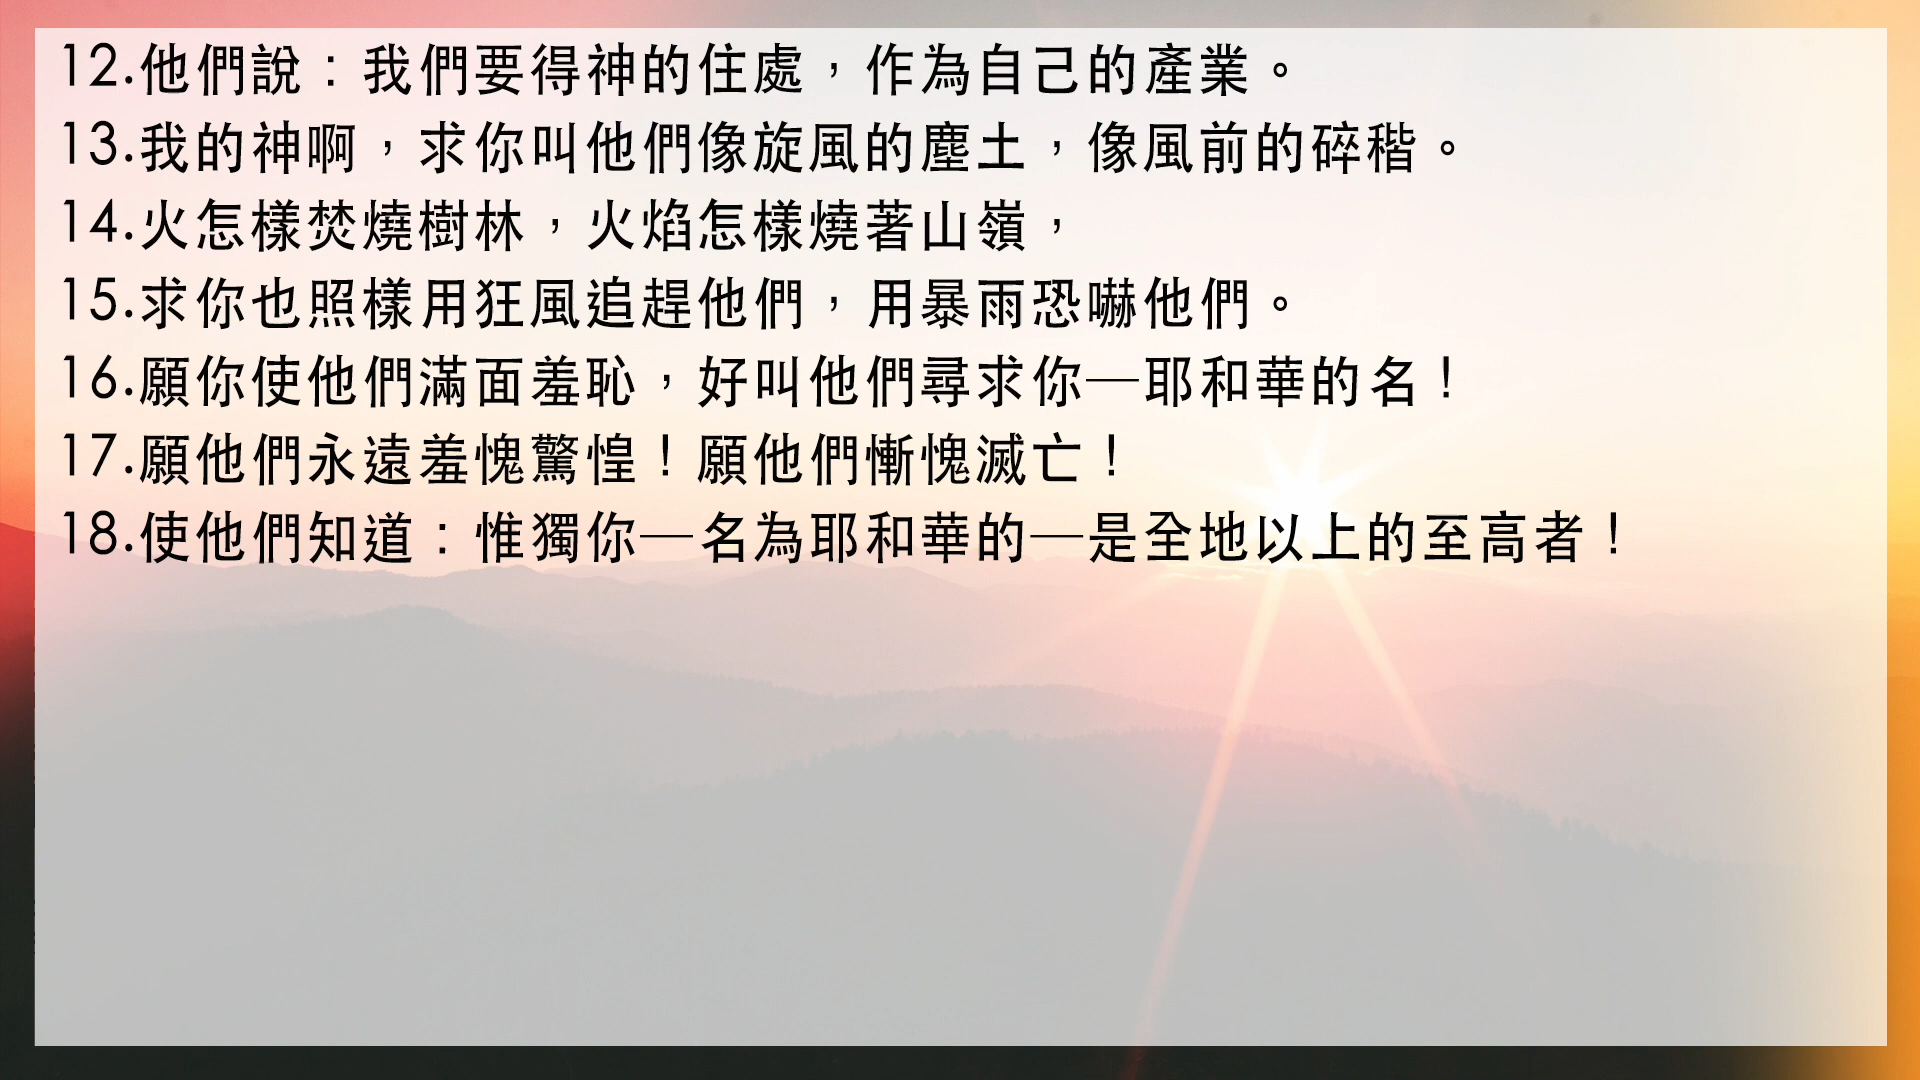 12.他們說：我們要得神的住處，作為自己的產業。
13.我的神啊，求你叫他們像旋風的塵土，像風前的碎稭。
14.火怎樣焚燒樹林，火焰怎樣燒著山嶺，
15.求你也照樣用狂風追趕他們，用暴雨恐嚇他們。
16.願你使他們滿面羞恥，好叫他們尋求你─耶和華的名！
17.願他們永遠羞愧驚惶！願他們慚愧滅亡！
18.使他們知道：惟獨你─名為耶和華的─是全地以上的至高者！